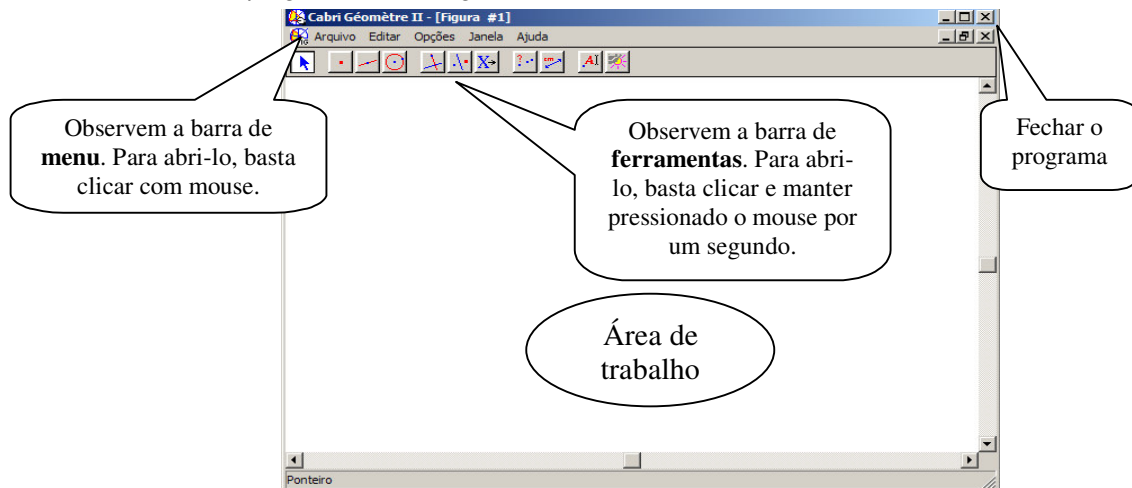 Cabri Géomètre II - [Figura #1]
Arquivo Editar Opções Janela Ajuda
Observem a barra de
menu. Para abri-lo, basta
clicar com mouse.
Observem a barra de
ferramentas. Para abri-
lo, basta clicar e manter
pressionado o mouse por
um segundo.
Fechar o
programa
Área de
trabalho
Ponteiro